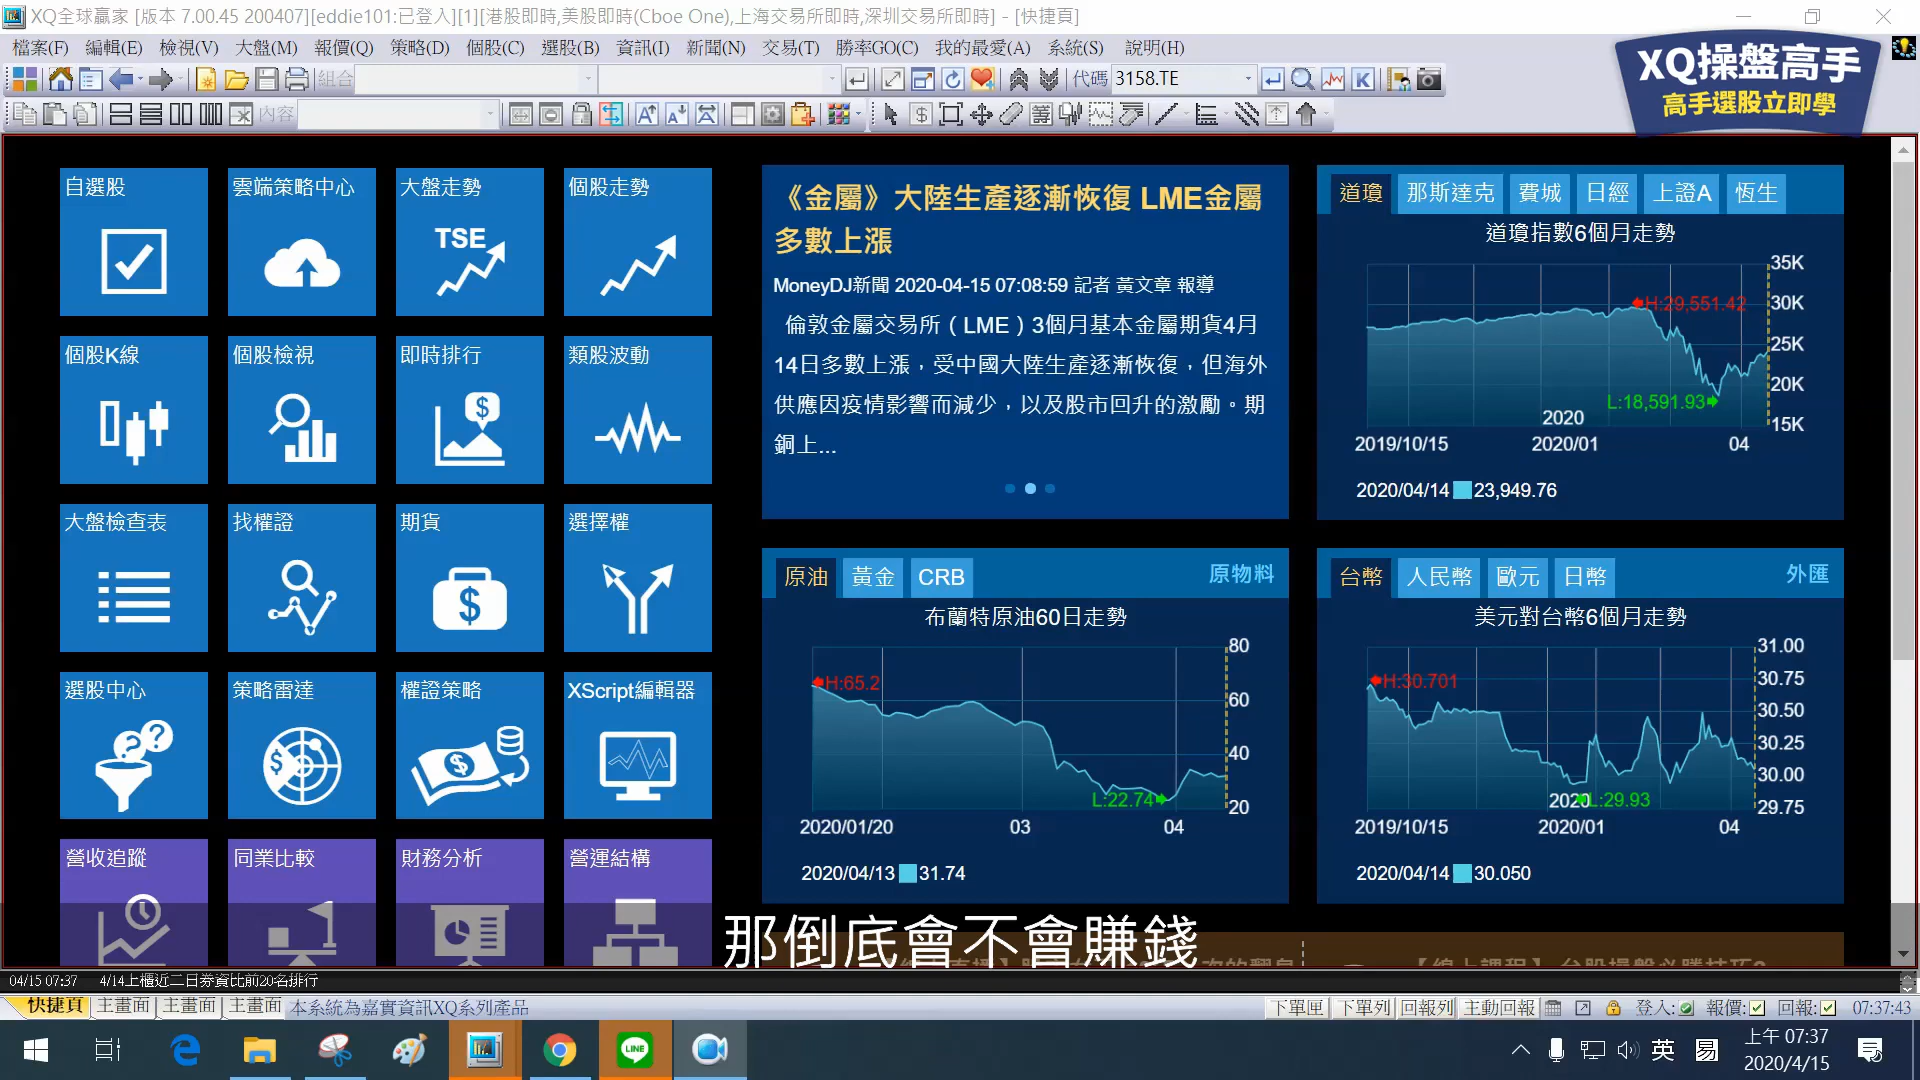 XQ全球贏家 [版本 7.00.45 200407][eddie101:已登入][1][港股即時,美股即時(Cboe One),上海交易所即時,深圳交易所即時] - [快捷頁]
檔案(F) 編輯(E) 檢視(V) 大盤(M) 報價(Q) 策略(D) 個股(C) 選股(B) 資訊(I) 新聞(N) 交易(T) 勝率GO(C) 我的最愛(A) 系統(S) 說明(H)
XQ操盤高手
高手選股立即學
組合
代碼 3158.TE
內容
自選股
雲端策略中心
大盤走勢
TSE
個股走勢
個股K線
個股檢視
即時排行
類股波動
大盤檢查表
找權證
期貨
選擇權
選股中心
策略雷達
權證策略
XScript編輯器
營收追蹤
同業比較
財務分析
營運結構
《金屬》大陸生產逐漸恢復 LME金屬
多數上漲
MoneyDJ新聞 2020-04-15 07:08:59 記者 黃文章 報導
倫敦金屬交易所（LME）3個月基本金屬期貨4月
14日多數上漲，受中國大陸生產逐漸恢復，但海外
供應因疫情影響而減少，以及股市回升的激勵。期
銅上...
道瓊 那斯達克 費城 日經 上證A 恆生
道瓊指數6個月走勢
35K
30K
25K
20K
15K
H:29,551.42
L:18,591.93
2020
2019/10/15 2020/01 04
2020/04/14 23,949.76
原油 黃金 CRB 原物料
布蘭特原油60日走勢
80
60
40
20
H:65.2
L:22.74
2020/01/20 03 04
2020/04/13 31.74
台幣 人民幣 歐元 日幣 外匯
美元對台幣6個月走勢
31.00
30.75
30.50
30.25
30.00
29.75
H:30.701
2020 L:29.93
2019/10/15 2020/01 04
2020/04/14 30.050
那倒底會不會賺錢
04/15 07:37 4/14上櫃近二日券資比前20名排行
快捷頁 主畫面 主畫面 主畫面 本系統為嘉實資訊XQ系列產品
下單匣 下單列 回報列 主動回報 登入: 報價: 回報: 07:37:43
LINE
英 易
上午 07:37
2020/4/15